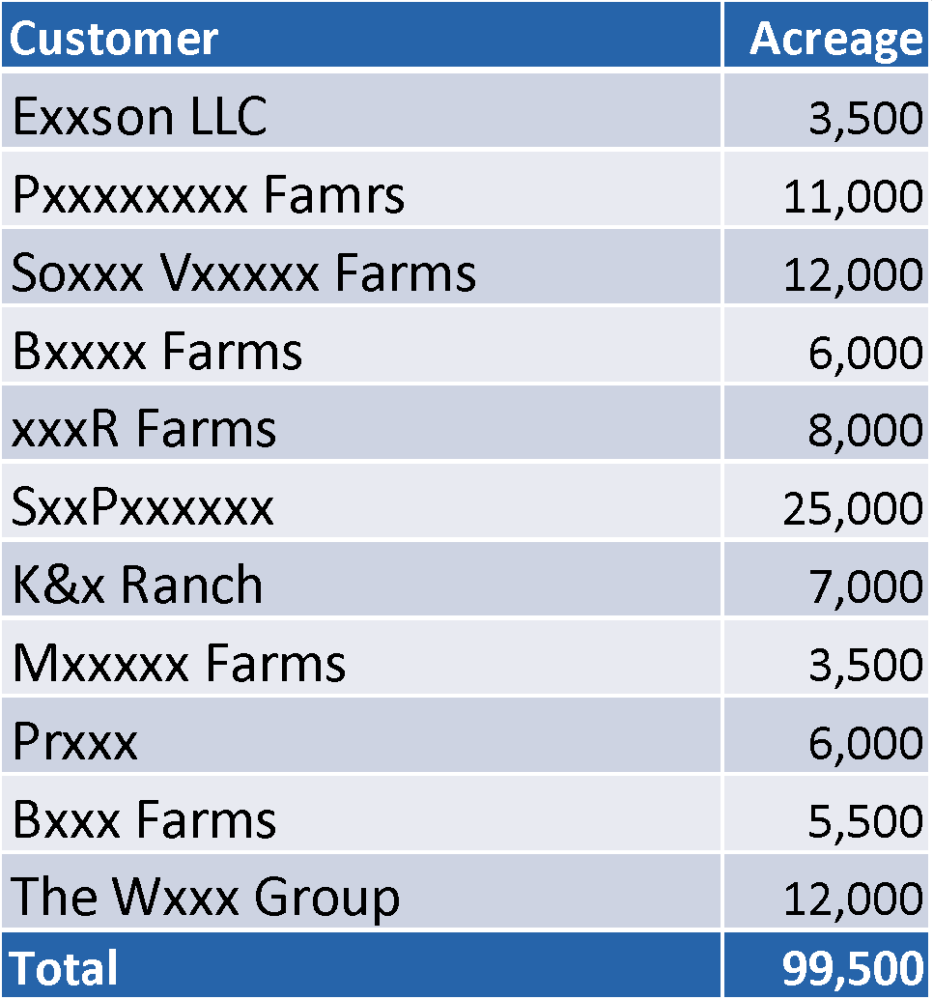 Customer Acreage
Exxson LLC 3,500
Pxxxxxxxx Famrs 11,000
Soxxx Vxxxxx Farms 12,000
Bxxxx Farms 6,000
xxxR Farms 8,000
SxxPxxxxxx 25,000
K&x Ranch 7,000
Mxxxxx Farms 3,500
Prxxx 6,000
Bxxx Farms 5,500
The Wxxx Group 12,000
Total 99,500